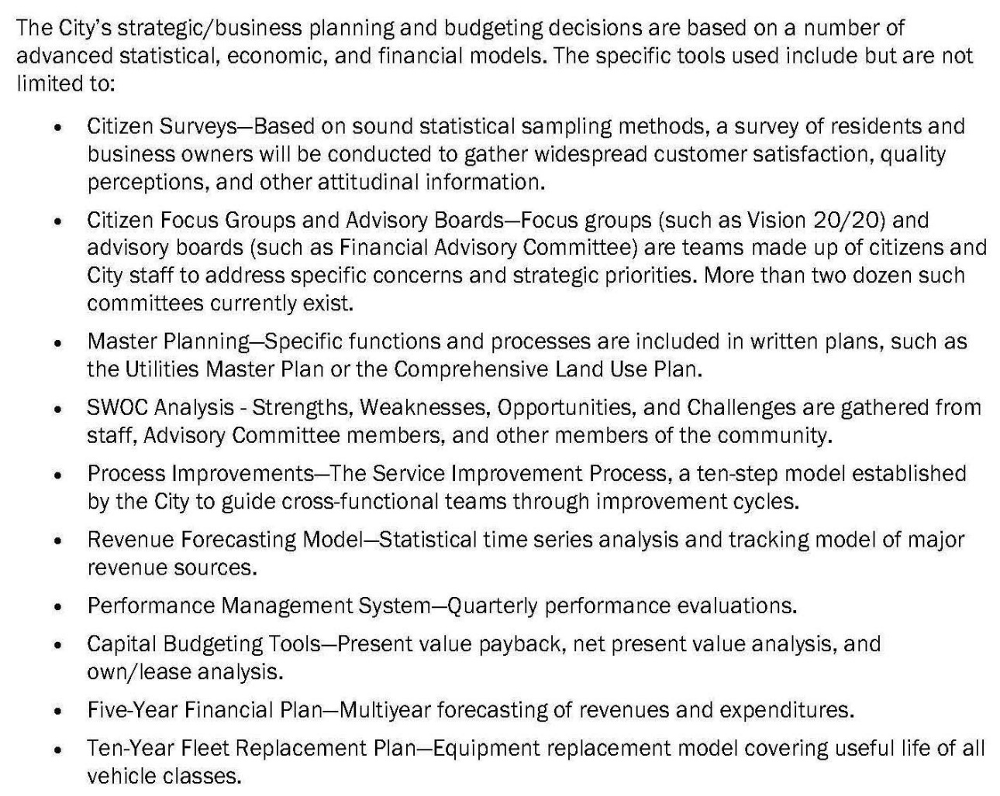 The City's strategic/business planning and budgeting decisions are based on a number of
advanced statistical, economic, and financial models. The specific tools used include but are not
limited to:
• Citizen Surveys—Based on sound statistical sampling methods, a survey of residents and
business owners will be conducted to gather widespread customer satisfaction, quality
perceptions, and other attitudinal information.
• Citizen Focus Groups and Advisory Boards—Focus groups (such as Vision 20/20) and
advisory boards (such as Financial Advisory Committee) are teams made up of citizens and
City staff to address specific concerns and strategic priorities. More than two dozen such
committees currently exist.
• Master Planning—Specific functions and processes are included in written plans, such as
the Utilities Master Plan or the Comprehensive Land Use Plan.
• SWOC Analysis - Strengths, Weaknesses, Opportunities, and Challenges are gathered from
staff, Advisory Committee members, and other members of the community.
• Process Improvements—The Service Improvement Process, a ten-step model established
by the City to guide cross-functional teams through improvement cycles.
• Revenue Forecasting Model—Statistical time series analysis and tracking model of major
revenue sources.
• Performance Management System—Quarterly performance evaluations.
• Capital Budgeting Tools—Present value payback, net present value analysis, and
own/lease analysis.
• Five-Year Financial Plan—Multiyear forecasting of revenues and expenditures.
• Ten-Year Fleet Replacement Plan—Equipment replacement model covering useful life of all
vehicle classes.